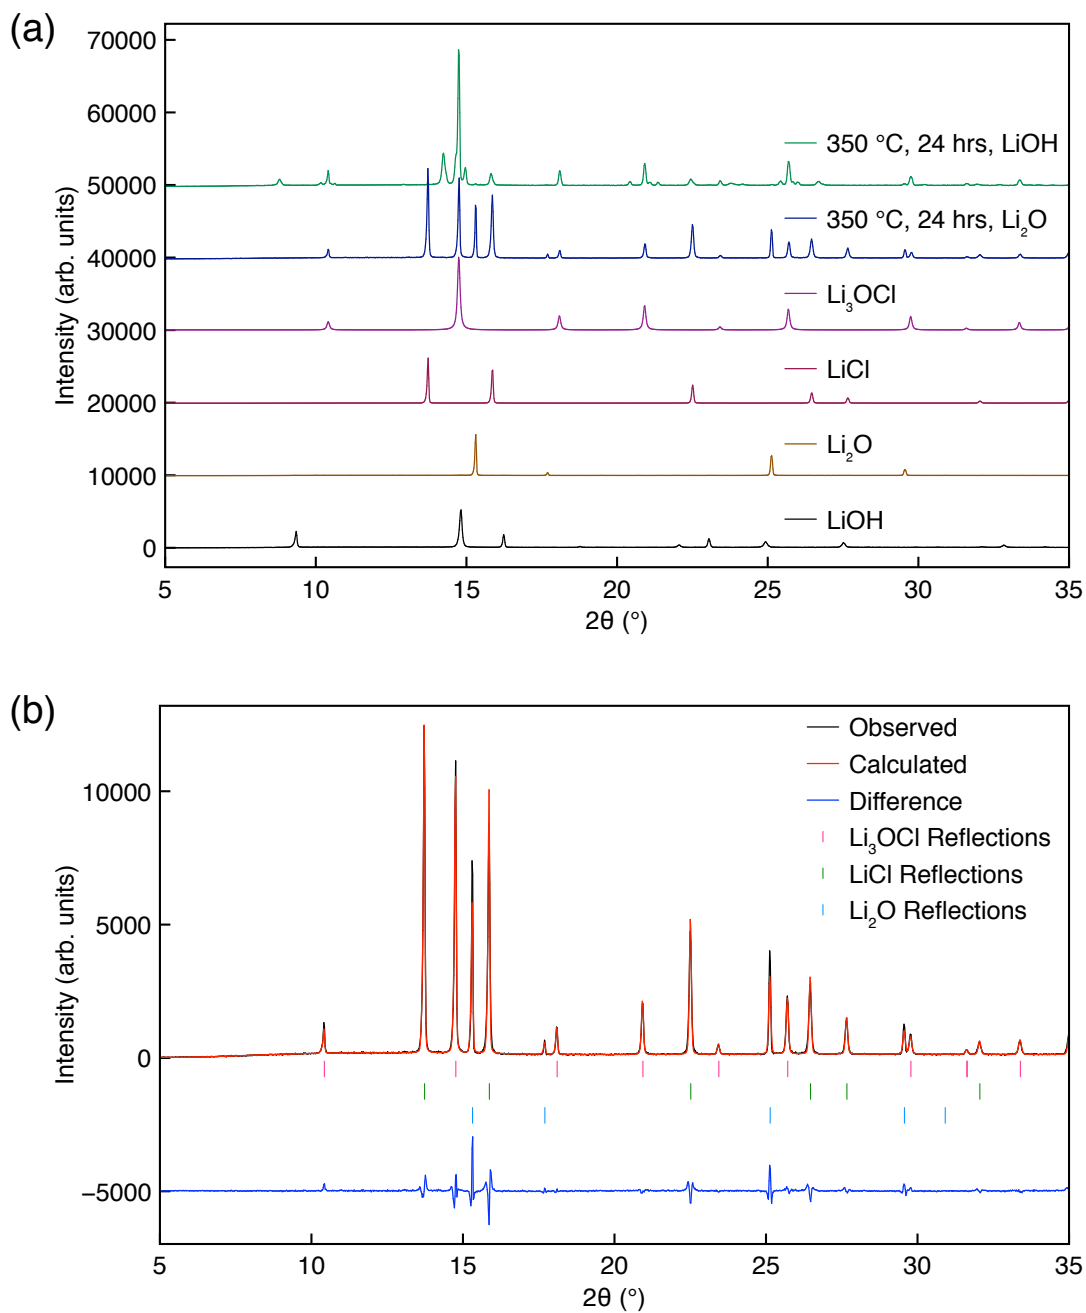 (a)
70000
60000
50000
40000
30000
20000
10000
0
Intensity (arb. units)
350 °C, 24 hrs, LiOH
350 °C, 24 hrs, Li₂O
Li₃OCl
LiCl
Li₂O
LiOH
5 10 15 20 25 30 35
2θ (°)
(b)
10000
5000
0
−5000
Intensity (arb. units)
Observed
Calculated
Difference
Li₃OCl Reflections
LiCl Reflections
Li₂O Reflections
5 10 15 20 25 30 35
2θ (°)